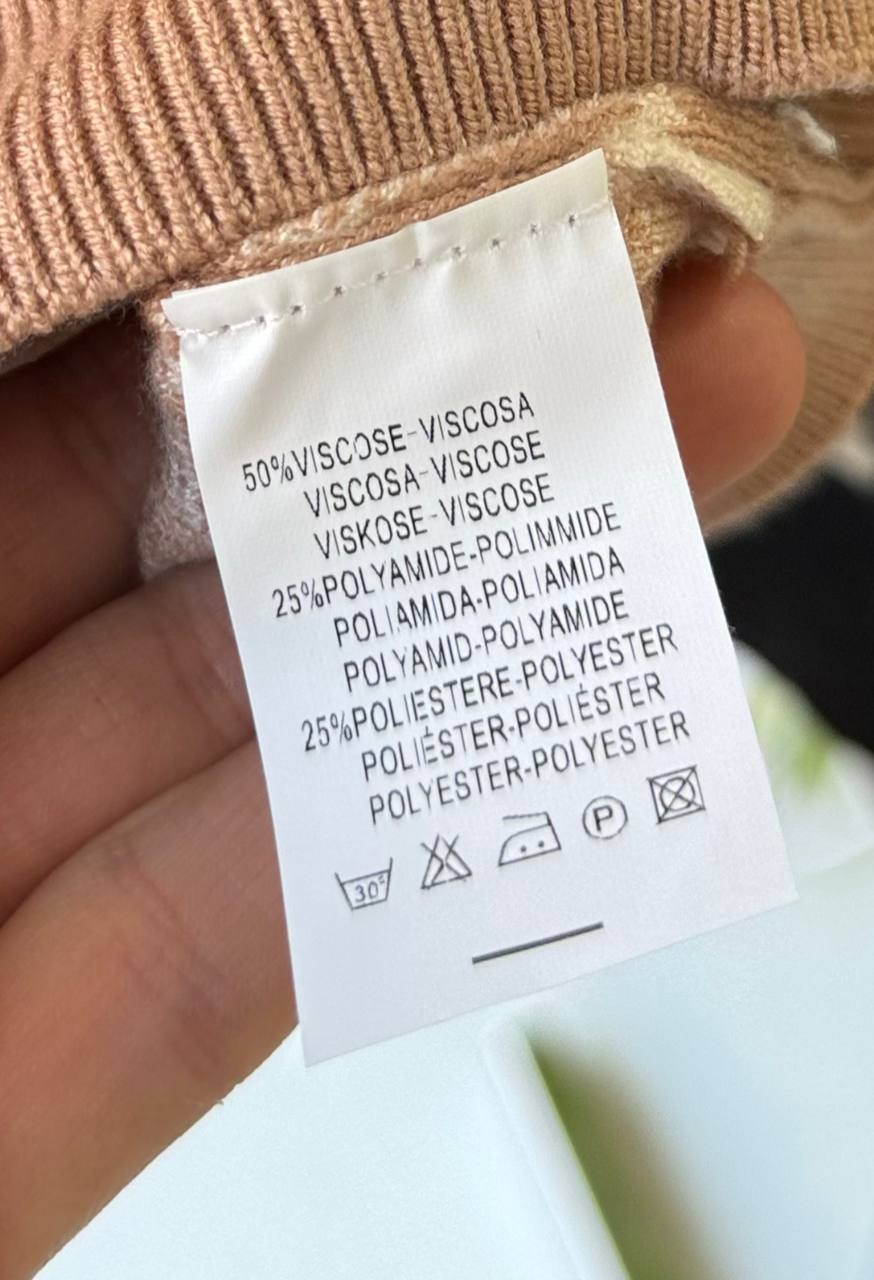 50%VISCOSE-VISCOSA
VISCOSA-VISCOSE
VISKOSE-VISCOSE
25%POLYAMIDE-POLIMMIDE
POLIAMIDA-POLIAMIDA
POLYAMID-POLYAMIDE
25%POLIESTERE-POLYESTER
POLIÉSTER-POLIÉSTER
POLYESTER-POLYESTER
30° P